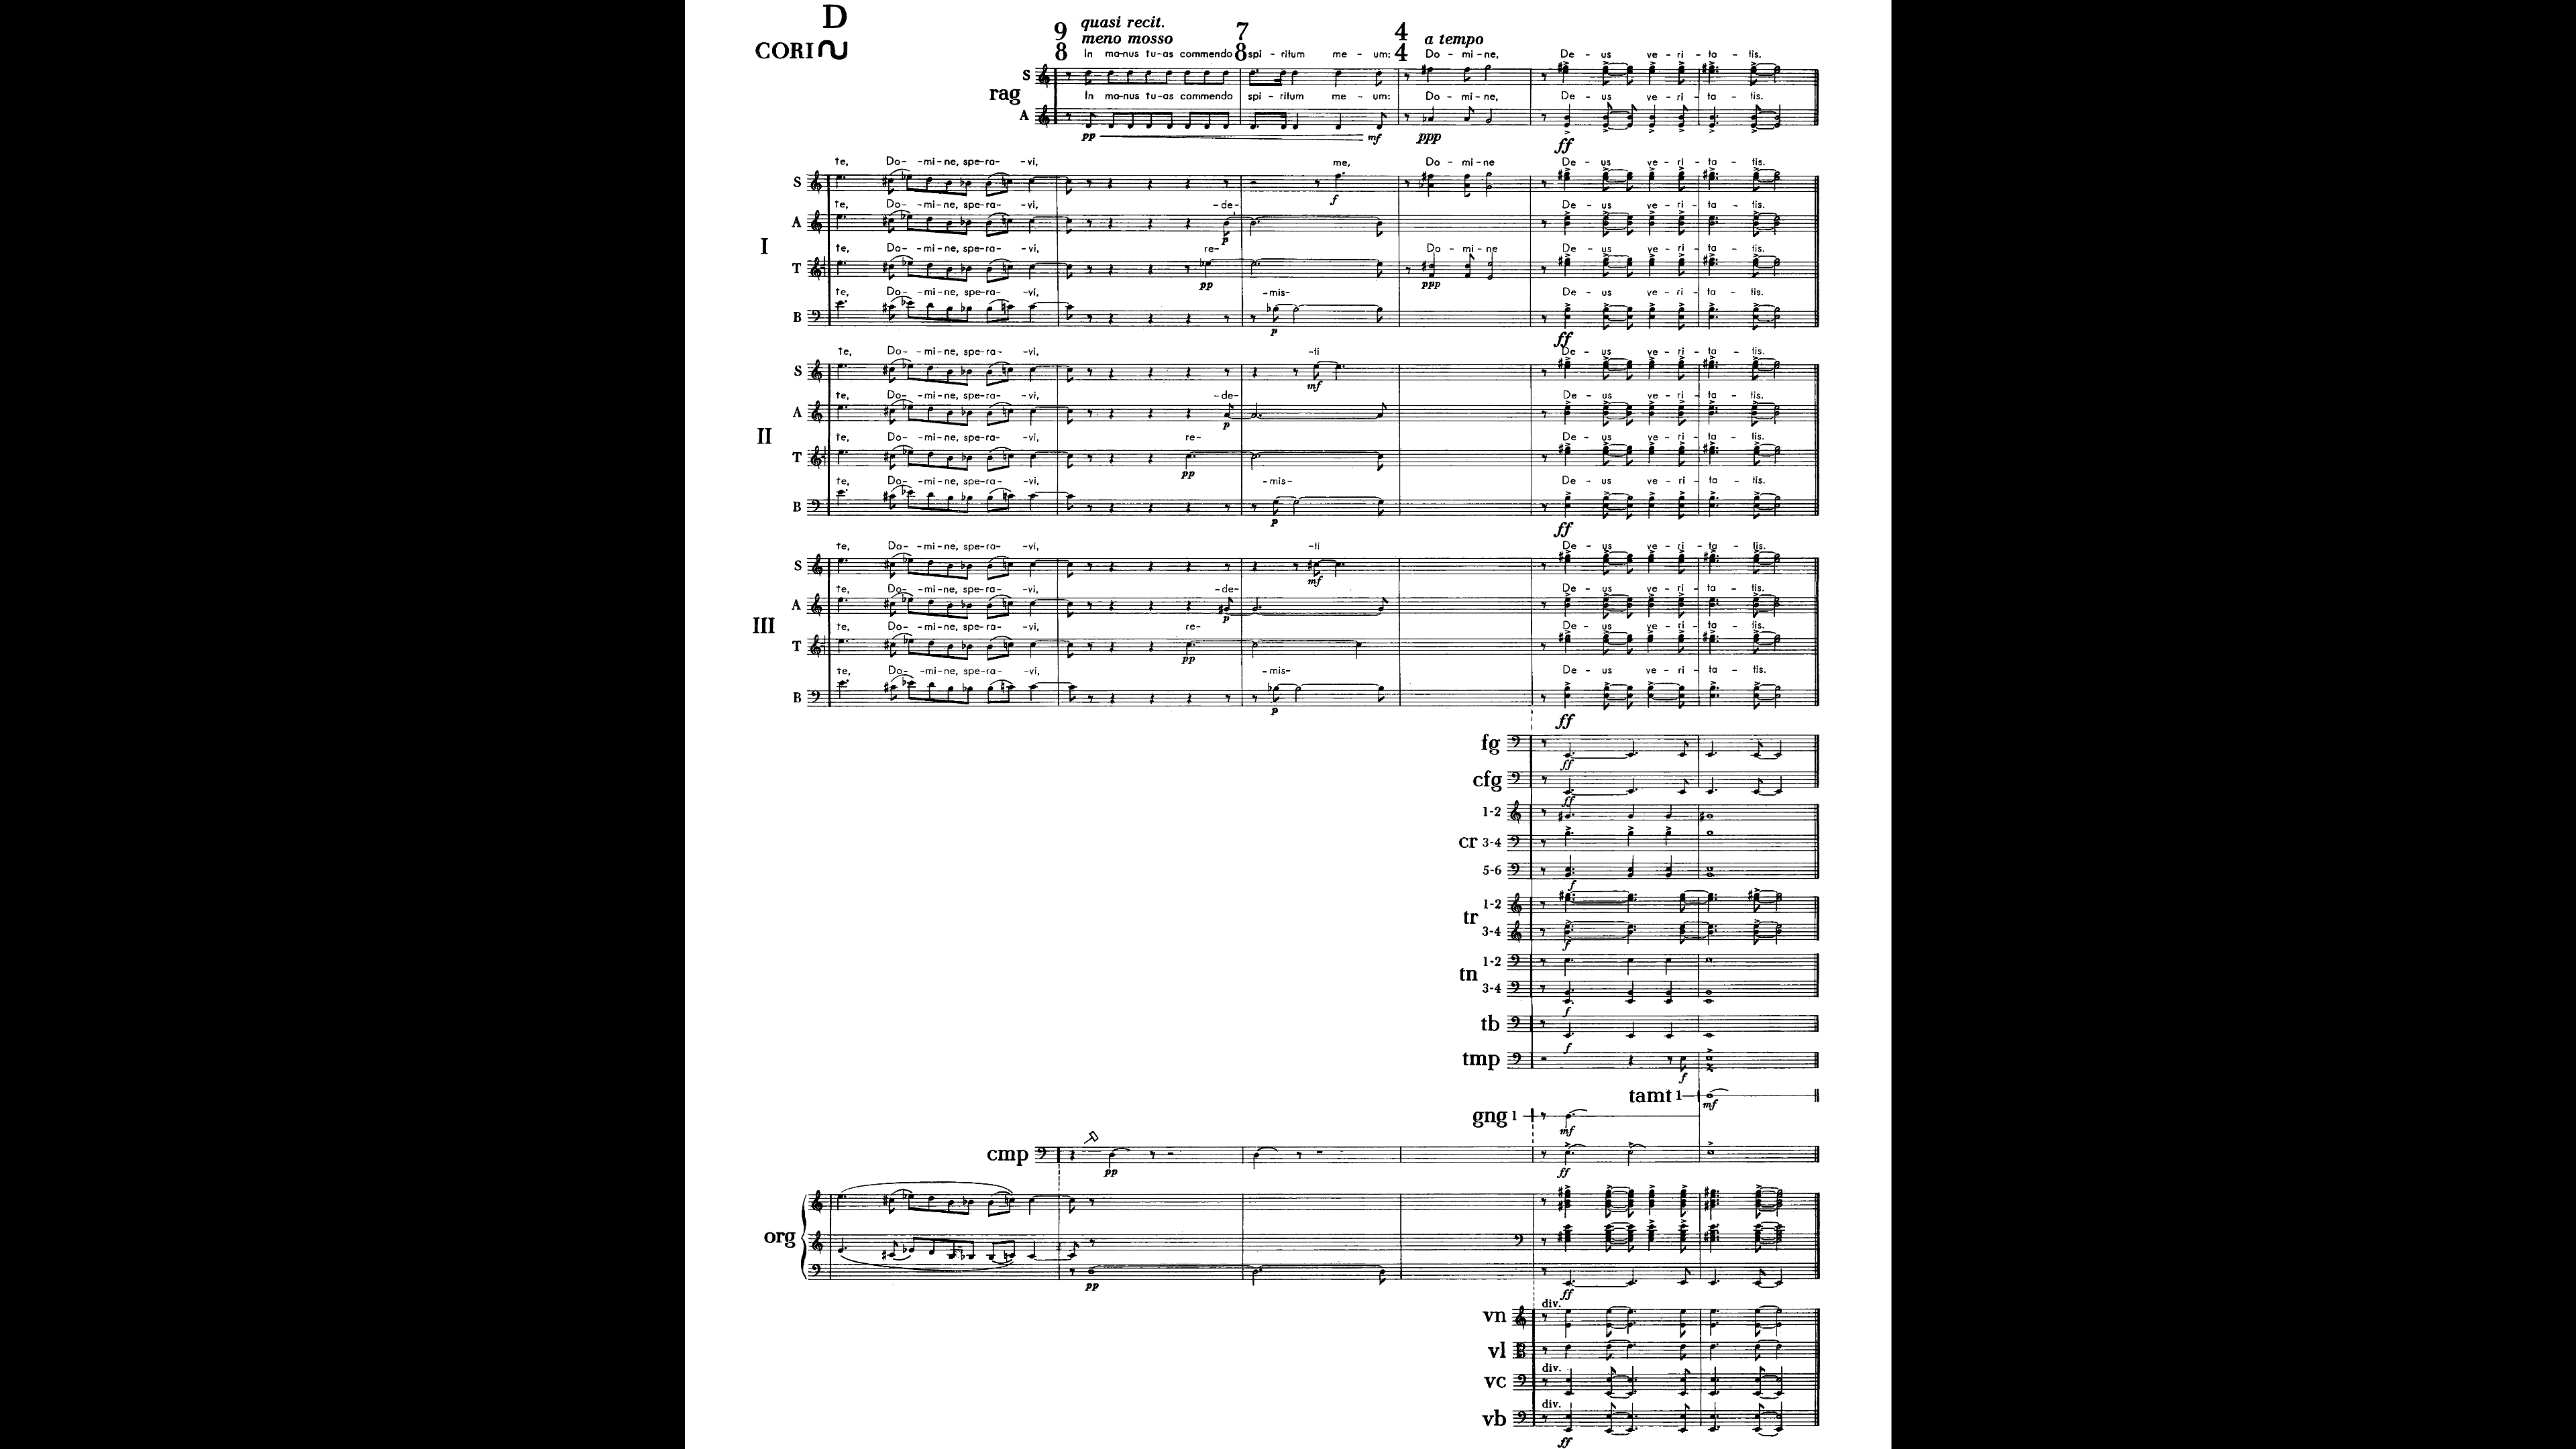 D
CORI
9 quasi recit. 7 4
8 meno mosso 8 4 a tempo
In ma-nus tu-as commendo spi - ritum me - um: Do - mi - ne, De - us ve - ri - ta - tis.
S
rag
In ma-nus tu-as commendo spi - ritum me - um: Do - mi - ne, De - us ve - ri - ta - tis.
A
pp mf ppp ff
te, Do- -mi-ne, spe-ra- -vi, me, Do - mi - ne De - us ve - ri - ta - tis.
S
f
te, Do- -mi-ne, spe-ra- -vi, -de- De - us ve - ri - ta - tis.
A
p
I
te, Do- -mi-ne, spe-ra- -vi, re- Do - mi - ne De - us ve - ri - ta - tis.
T
pp ppp
te, Do- -mi-ne, spe-ra- -vi, -mis- De - us ve - ri - ta - tis.
B
p ff
te, Do- -mi-ne, spe-ra- -vi, -ti De - us ve - ri - ta - tis.
S
mf
te, Do- -mi-ne, spe-ra- -vi, -de- De - us ve - ri - ta - tis.
A
p
II
te, Do- -mi-ne, spe-ra- -vi, re- De - us ve - ri - ta - tis.
T
pp
te, Do- -mi-ne, spe-ra- -vi, -mis- De - us ve - ri - ta - tis.
B
p ff
te, Do- -mi-ne, spe-ra- -vi, -ti De - us ve - ri - ta - tis.
S
mf
te, Do- -mi-ne, spe-ra- -vi, -de- De - us ve - ri - ta - tis.
A
p
III
te, Do- -mi-ne, spe-ra- -vi, re- De - us ve - ri - ta - tis.
T
pp
te, Do- -mi-ne, spe-ra- -vi, -mis- De - us ve - ri - ta - tis.
B
p ff
fg
ff
cfg
ff
1-2
cr 3-4
5-6
f
1-2
tr
3-4
f
1-2
tn
3-4
f
tb
f
tmp
f
tamt 1
mf
gng 1
mf
cmp
pp ff
org
pp ff
div.
vn
vl
div.
vc
div.
vb
ff